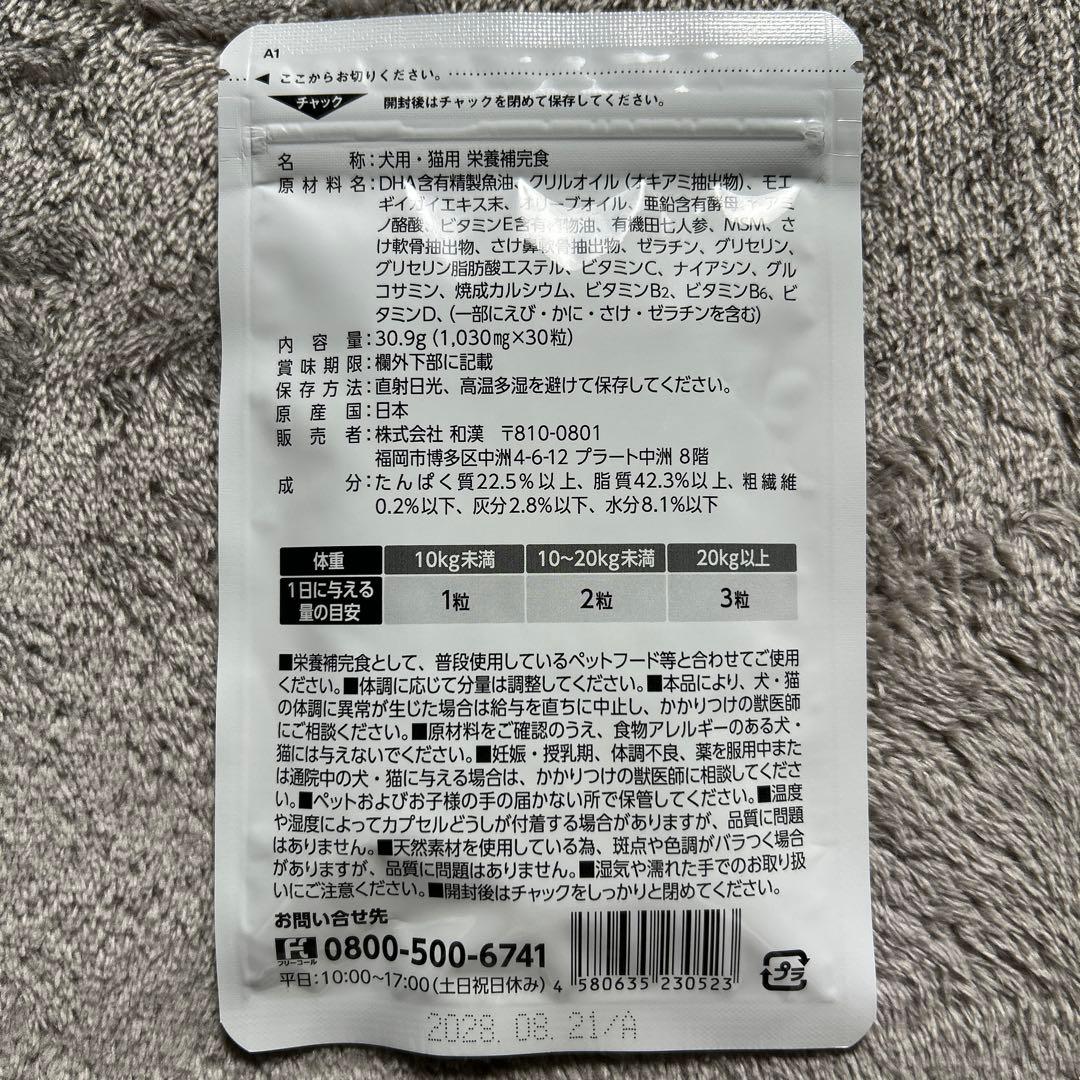 A1
◀ ここからお切りください。
チャック 開封後はチャックを閉めて保存してください。
名称：犬用・猫用 栄養補完食
原材料名：DHA含有精製魚油、クリルオイル（オキアミ抽出物）、モエ
ギイガイエキス末、オリーブオイル、亜鉛含有酵母、γ-アミ
ノ酪酸、ビタミンE含有植物油、有機田七人参、MSM、さ
け軟骨抽出物、さけ鼻軟骨抽出物、ゼラチン、グリセリン、
グリセリン脂肪酸エステル、ビタミンC、ナイアシン、グル
コサミン、焼成カルシウム、ビタミンB2、ビタミンB6、ビ
タミンD、（一部にえび・かに・さけ・ゼラチンを含む）
内容量：30.9g（1,030mg×30粒）
賞味期限：欄外下部に記載
保存方法：直射日光、高温多湿を避けて保存してください。
原産国：日本
販売者：株式会社 和漢 〒810-0801
福岡市博多区中洲4-6-12 プラート中洲 8階
成分：たんぱく質22.5％以上、脂質42.3％以上、粗繊維
0.2％以下、灰分2.8％以下、水分8.1％以下
体重 10kg未満 10〜20kg未満 20kg以上
1日に与える
量の目安 1粒 2粒 3粒
■栄養補完食として、普段使用しているペットフード等と合わせてご使用
ください。■体調に応じて分量は調整してください。■本品により、犬・猫
の体調に異常が生じた場合は給与を直ちに中止し、かかりつけの獣医師
にご相談ください。■原材料をご確認のうえ、食物アレルギーのある犬・
猫には与えないでください。■妊娠・授乳期、体調不良、薬を服用中また
は通院中の犬・猫に与える場合は、かかりつけの獣医師に相談してくださ
い。■ペットおよびお子様の手の届かない所で保管してください。■温度
や湿度によってカプセルどうしが付着する場合がありますが、品質に問題
はありません。■天然素材を使用している為、斑点や色調がバラつく場合
がありますが、品質に問題はありません。■湿気や濡れた手でのお取り扱
いにご注意ください。■開封後はチャックをしっかりと閉めてください。
お問い合せ先
フリーコール 0800-500-6741
平日：10:00〜17:00（土日祝日休み）
4 580635 230523
プラ
2028.08.21/A